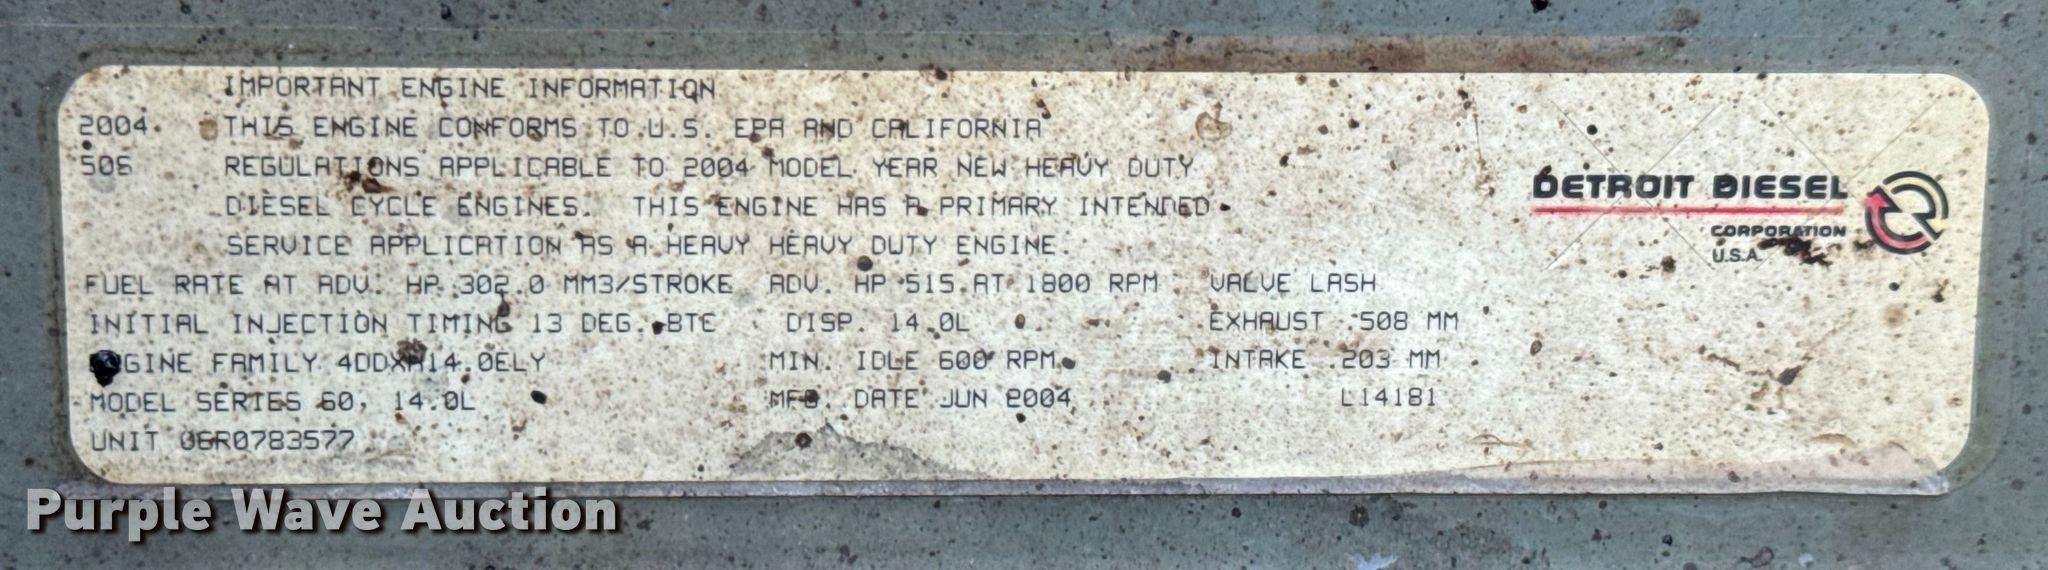 IMPORTANT ENGINE INFORMATION
2004 THIS ENGINE CONFORMS TO U.S. EPA AND CALIFORNIA
506 REGULATIONS APPLICABLE TO 2004 MODEL YEAR NEW HEAVY DUTY
DIESEL CYCLE ENGINES. THIS ENGINE HAS A PRIMARY INTENDED
SERVICE APPLICATION AS A HEAVY HEAVY DUTY ENGINE.
FUEL RATE AT ADV. HP 302.0 MM3/STROKE ADV. HP 515 AT 1800 RPM VALVE LASH
INITIAL INJECTION TIMING 13 DEG. BTC DISP. 14.0L EXHAUST .508 MM
ENGINE FAMILY 4DDXH14.0ELY MIN. IDLE 600 RPM INTAKE .203 MM
MODEL SERIES 60, 14.0L MFG. DATE JUN 2004 L14181
UNIT 06R0783577
DETROIT DIESEL
CORPORATION
U.S.A.
Purple Wave Auction